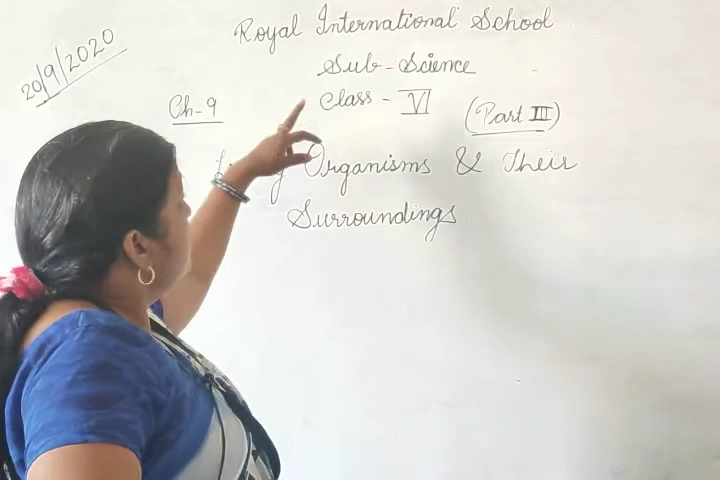 20/9/2020
Royal International School
Sub-Science
Class - VI
Ch-9
(Part III)
Organisms & Their
Surroundings